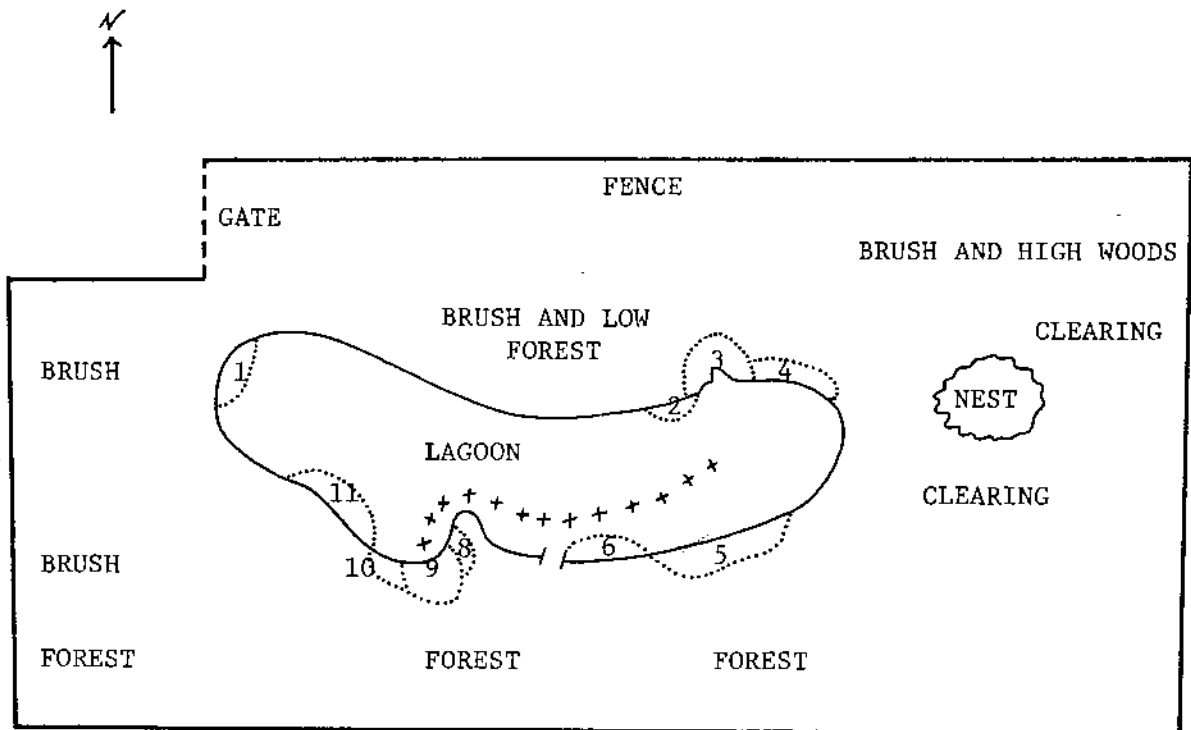 N
FENCE
GATE
BRUSH AND HIGH WOODS
BRUSH AND LOW
FOREST
CLEARING
BRUSH
1
3
4
2
NEST
LAGOON
11
CLEARING
BRUSH
10
9
8
6
5
FOREST
FOREST
FOREST